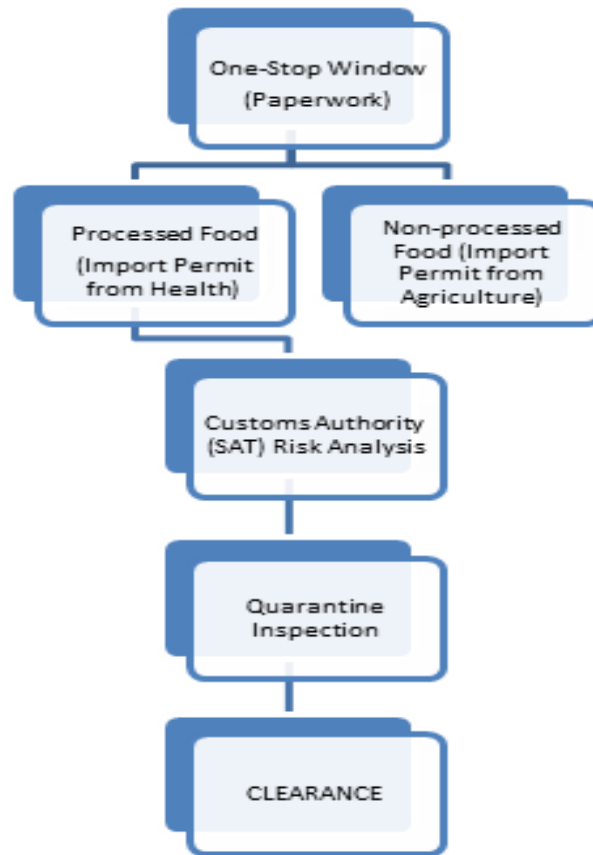 One-Stop Window
(Paperwork)
Processed Food
(Import Permit
from Health)
Non-processed
Food (Import
Permit from
Agriculture)
Customs Authority
(SAT) Risk Analysis
Quarantine
Inspection
CLEARANCE